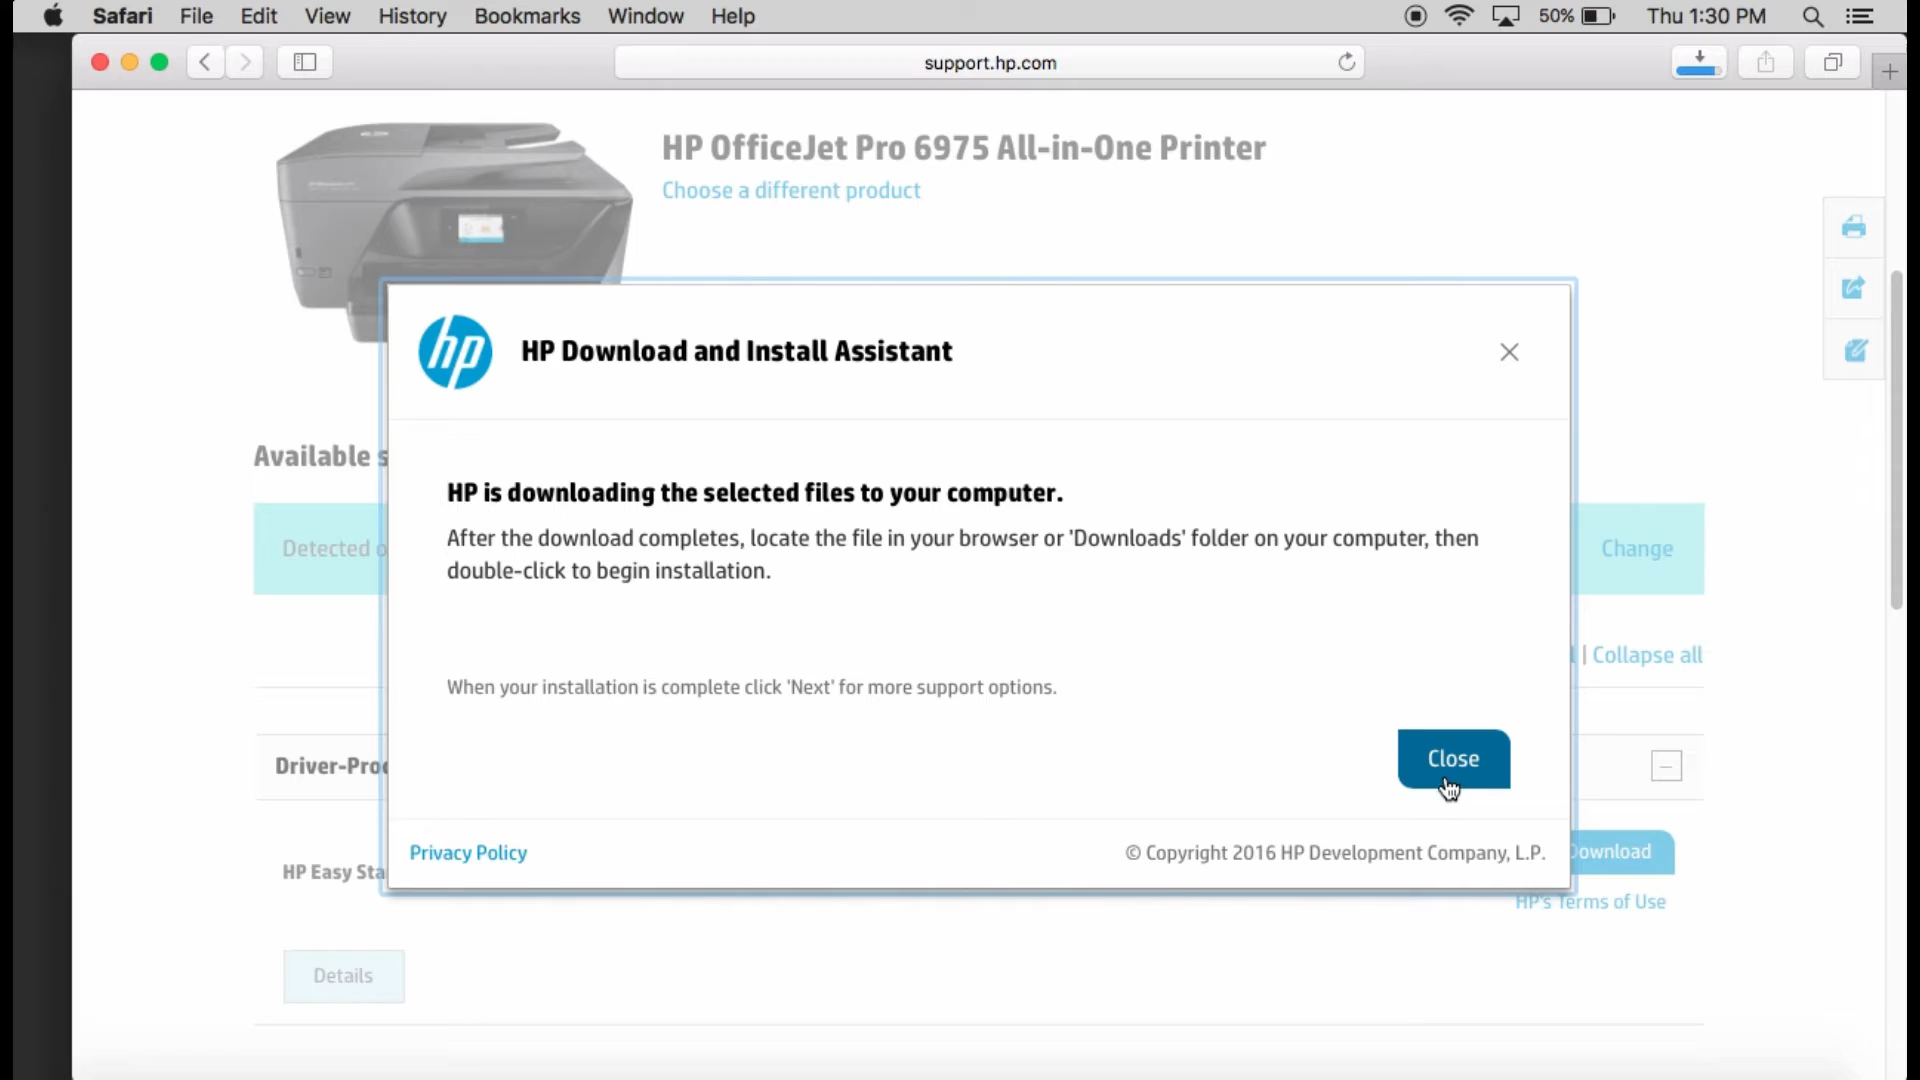 Safari File Edit View History Bookmarks Window Help 50% Thu 1:30 PM
support.hp.com
HP OfficeJet Pro 6975 All-in-One Printer
Choose a different product
hp HP Download and Install Assistant
Available s
HP is downloading the selected files to your computer.
After the download completes, locate the file in your browser or 'Downloads' folder on your computer, then
double-click to begin installation.
Detected o
Change
| Collapse all
When your installation is complete click 'Next' for more support options.
Close
Driver-Prod
Privacy Policy
© Copyright 2016 HP Development Company, L.P.
Download
HP Easy Sta
HP's Terms of Use
Details